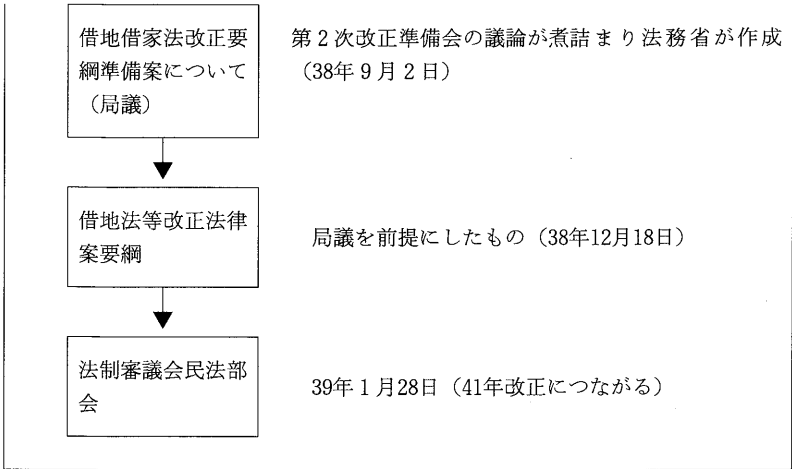 借地借家法改正要
綱準備案について
（局議）
第２次改正準備会の議論が煮詰まり法務省が作成
（38年９月２日）
借地法等改正法律
案要綱
局議を前提にしたもの（38年12月18日）
法制審議会民法部
会
39年１月28日（41年改正につながる）